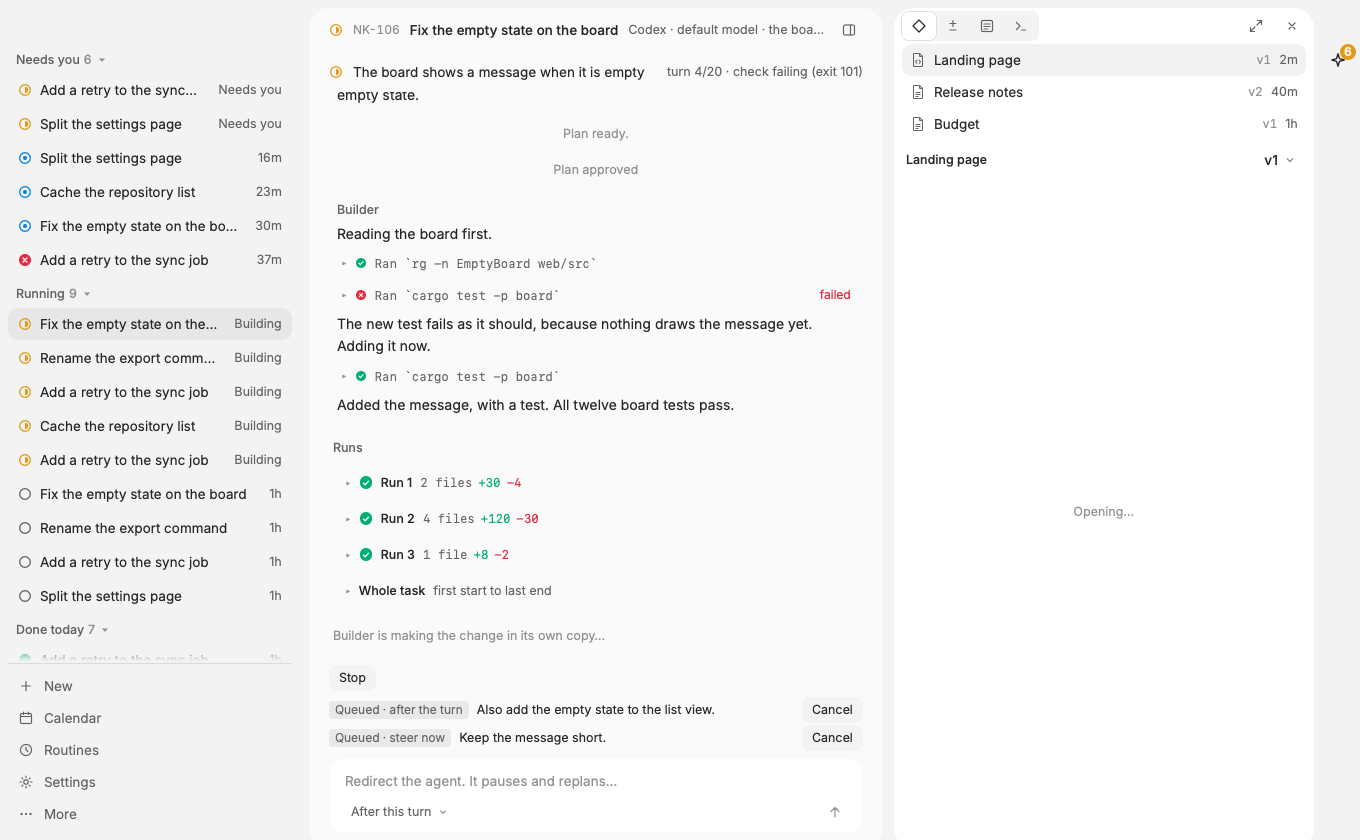 Needs you 6
Add a retry to the sync... Needs you
Split the settings page Needs you
Split the settings page 16m
Cache the repository list 23m
Fix the empty state on the bo... 30m
Add a retry to the sync job 37m
Running 9
Fix the empty state on the... Building
Rename the export comm... Building
Add a retry to the sync job Building
Cache the repository list Building
Add a retry to the sync job Building
Fix the empty state on the board 1h
Rename the export command 1h
Add a retry to the sync job 1h
Split the settings page 1h
Done today 7
Add a retry to the sync job 1h
New
Calendar
Routines
Settings
More
NK-106 Fix the empty state on the board Codex · default model · the boa...
The board shows a message when it is empty turn 4/20 · check failing (exit 101)
empty state.
Plan ready.
Plan approved
Builder
Reading the board first.
Ran `rg -n EmptyBoard web/src`
Ran `cargo test -p board` failed
The new test fails as it should, because nothing draws the message yet.
Adding it now.
Ran `cargo test -p board`
Added the message, with a test. All twelve board tests pass.
Runs
Run 1 2 files +30 −4
Run 2 4 files +120 −30
Run 3 1 file +8 −2
Whole task first start to last end
Builder is making the change in its own copy...
Stop
Queued · after the turn Also add the empty state to the list view. Cancel
Queued · steer now Keep the message short. Cancel
Redirect the agent. It pauses and replans...
After this turn
Landing page v1 2m
Release notes v2 40m
Budget v1 1h
Landing page v1
Opening...
6